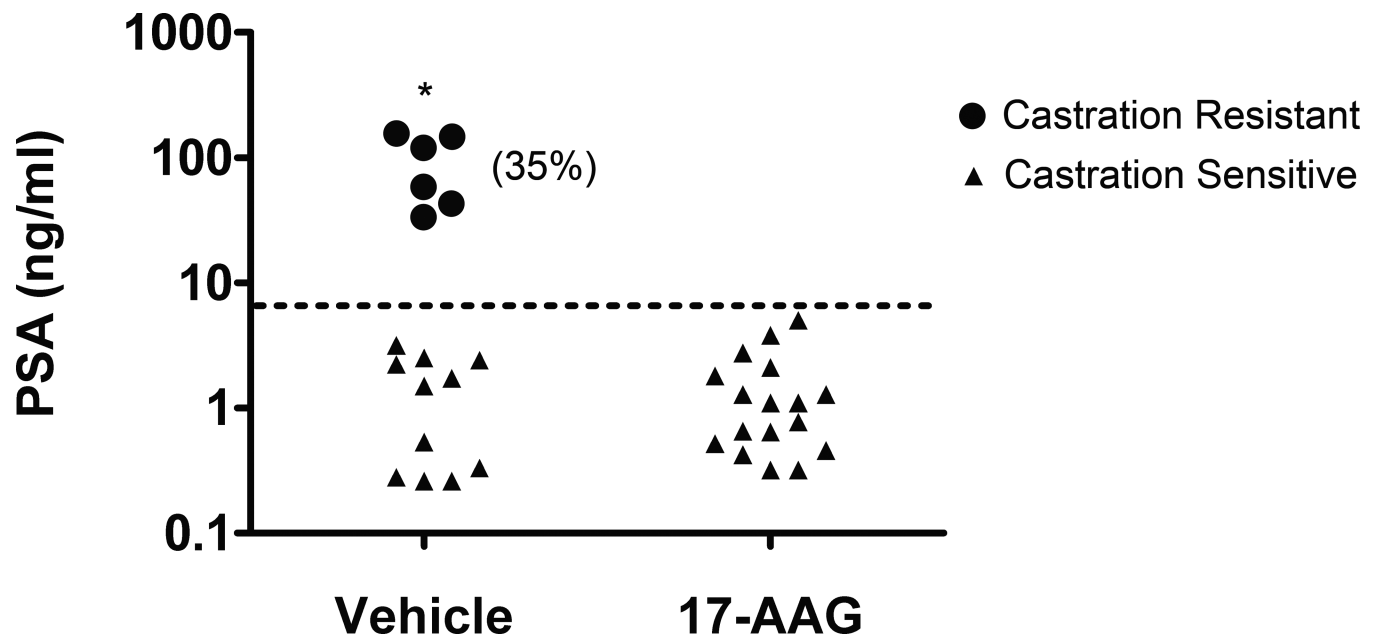 1000
100
10
1
0.1
PSA (ng/ml)
*
(35%)
Castration Resistant
Castration Sensitive
Vehicle
17-AAG